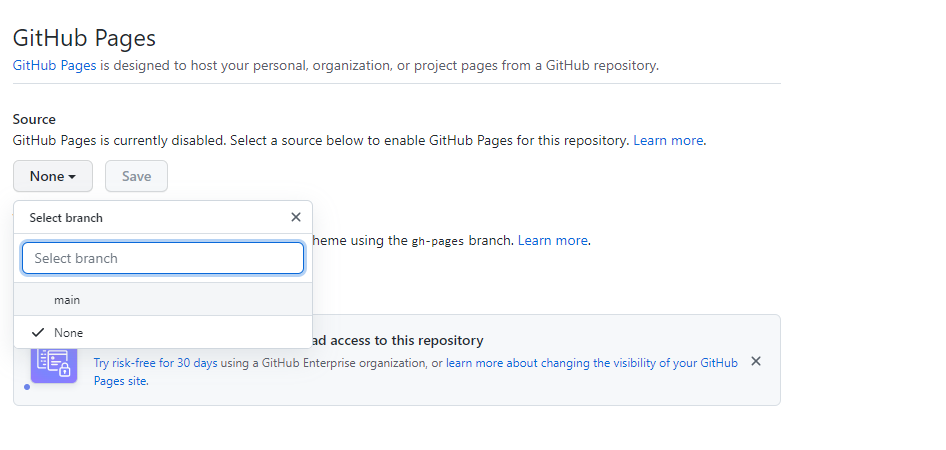 GitHub Pages
GitHub Pages is designed to host your personal, organization, or project pages from a GitHub repository.
Source
GitHub Pages is currently disabled. Select a source below to enable GitHub Pages for this repository. Learn more.
None Save
Select branch
heme using the gh-pages branch. Learn more.
Select branch
main
None
ad access to this repository
Try risk-free for 30 days using a GitHub Enterprise organization, or learn more about changing the visibility of your GitHub
Pages site.